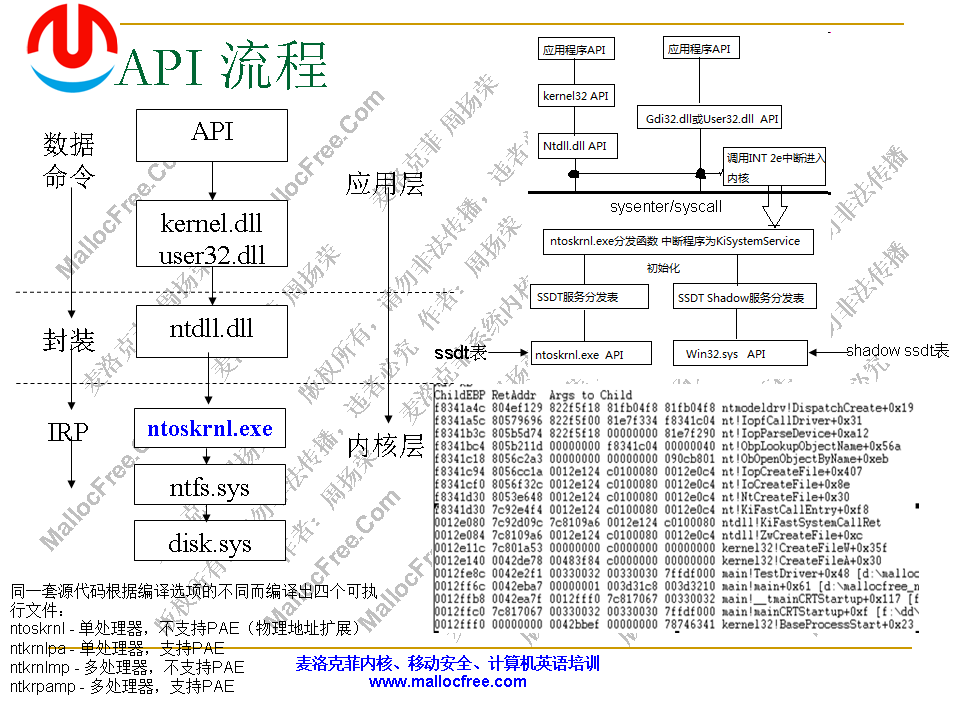 API 流程
数据
命令
API
kernel.dll
user32.dll
应用层
封装
ntdll.dll
IRP
ntoskrnl.exe
内核层
ntfs.sys
disk.sys
应用程序API
应用程序API
kernel32 API
Gdi32.dll或User32.dll API
Ntdll.dll API
调用INT 2e中断进入
内核
sysenter/syscall
ntoskrnl.exe分发函数 中断程序为KiSystemService
初始化
SSDT服务分发表
SSDT Shadow服务分发表
ssdt表
ntoskrnl.exe API
Win32.sys API
shadow ssdt表
ChildEBP RetAddr Args to Child
f8341a4c 804ef129 822f5f18 81fb04f8 81fb04f8 ntmodeldrv!DispatchCreate+0x19
f8341a5c 80579696 822f5f00 81e7f334 f8341c04 nt!IopfCallDriver+0x31
f8341b3c 805b5d74 822f5f18 00000000 81e7f290 nt!IopParseDevice+0xa12
f8341bc4 805b211d 00000000 f8341c04 00000040 nt!ObpLookupObjectName+0x56a
f8341c18 8056c2a3 00000000 00000000 090cb801 nt!ObOpenObjectByName+0xeb
f8341c94 8056cc1a 0012e124 c0100080 0012e0c4 nt!IopCreateFile+0x407
f8341cf0 8056f32c 0012e124 c0100080 0012e0c4 nt!IoCreateFile+0x8e
f8341d30 8053e648 0012e124 c0100080 0012e0c4 nt!NtCreateFile+0x30
f8341d30 7c92e4f4 0012e124 c0100080 0012e0c4 nt!KiFastCallEntry+0xf8
0012e080 7c92d09c 7c8109a6 0012e124 c0100080 ntdll!KiFastSystemCallRet
0012e084 7c8109a6 0012e124 c0100080 0012e0c4 ntdll!ZwCreateFile+0xc
0012e11c 7c801a53 00000000 c0000000 00000000 kernel32!CreateFileW+0x35f
0012e140 0042de78 00483f84 c0000000 00000000 kernel32!CreateFileA+0x30
0012fe8c 0042e2f1 00330032 00330030 7ffdf000 main!TestDriver+0x48 [d:\malloc
0012ff6c 0042eba7 00000001 003d31c8 003d3210 main!main+0x61 [d:\mallocfree_n
0012ffb8 0042ea7f 0012fff0 7c817067 00330032 main!__tmainCRTStartup+0x117 [f
0012ffc0 7c817067 00330032 00330030 7ffdf000 main!mainCRTStartup+0xf [f:\dd\
0012fff0 00000000 0042bbef 00000000 78746341 kernel32!BaseProcessStart+0x23
同一套源代码根据编译选项的不同而编译出四个可执
行文件：
ntoskrnl - 单处理器，不支持PAE（物理地址扩展）
ntkrnlpa - 单处理器，支持PAE
ntkrnlmp - 多处理器，不支持PAE
ntkrpamp - 多处理器，支持PAE
麦洛克菲内核、移动安全、计算机英语培训
www.mallocfree.com